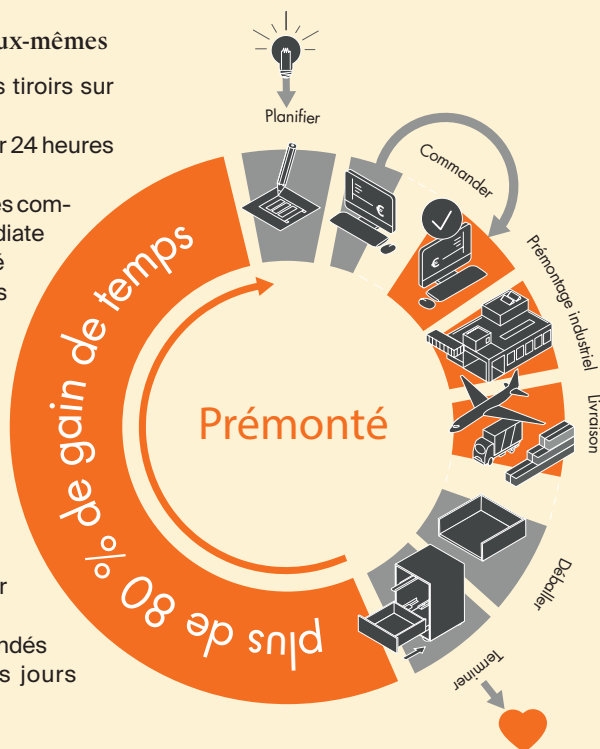 ux-mêmes
s tiroirs sur
r 24 heures
es com-
diate
é
s
r
ndés
s jours
Planifier
Commander
Prémontage industriel
Livraison
Déballer
Terminer
plus de 80 % de gain de temps
Prémonté
€
€